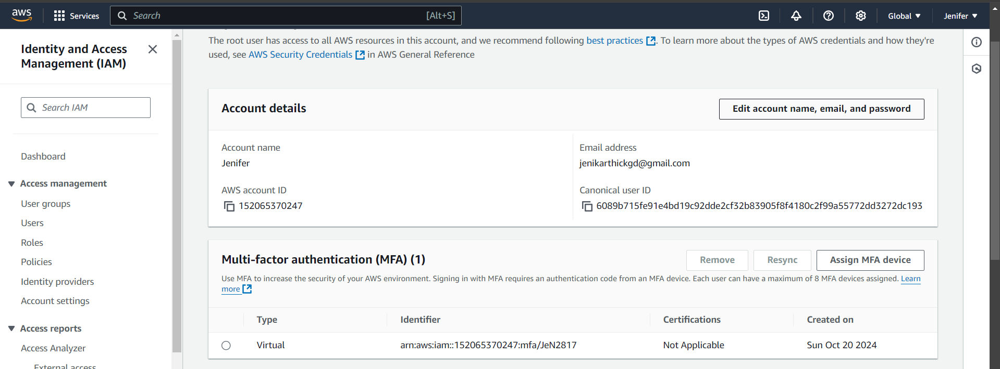 aws
Services
Search
[Alt+S]
Global
Jenifer
Identity and Access
Management (IAM)
Search IAM
Dashboard
Access management
User groups
Users
Roles
Policies
Identity providers
Account settings
Access reports
Access Analyzer
External access
The root user has access to all AWS resources in this account, and we recommend following best practices. To learn more about the types of AWS credentials and how they're
used, see AWS Security Credentials in AWS General Reference
Account details
Edit account name, email, and password
Account name
Jenifer
Email address
jenikarthickgd@gmail.com
AWS account ID
152065370247
Canonical user ID
6089b715fe91e4bd19c92dde2cf32b83905f8f4180c2f99a55772dd3272dc193
Multi-factor authentication (MFA) (1)
Remove
Resync
Assign MFA device
Use MFA to increase the security of your AWS environment. Signing in with MFA requires an authentication code from an MFA device. Each user can have a maximum of 8 MFA devices assigned. Learn
more
Type
Identifier
Certifications
Created on
Virtual
arn:aws:iam::152065370247:mfa/JeN2817
Not Applicable
Sun Oct 20 2024